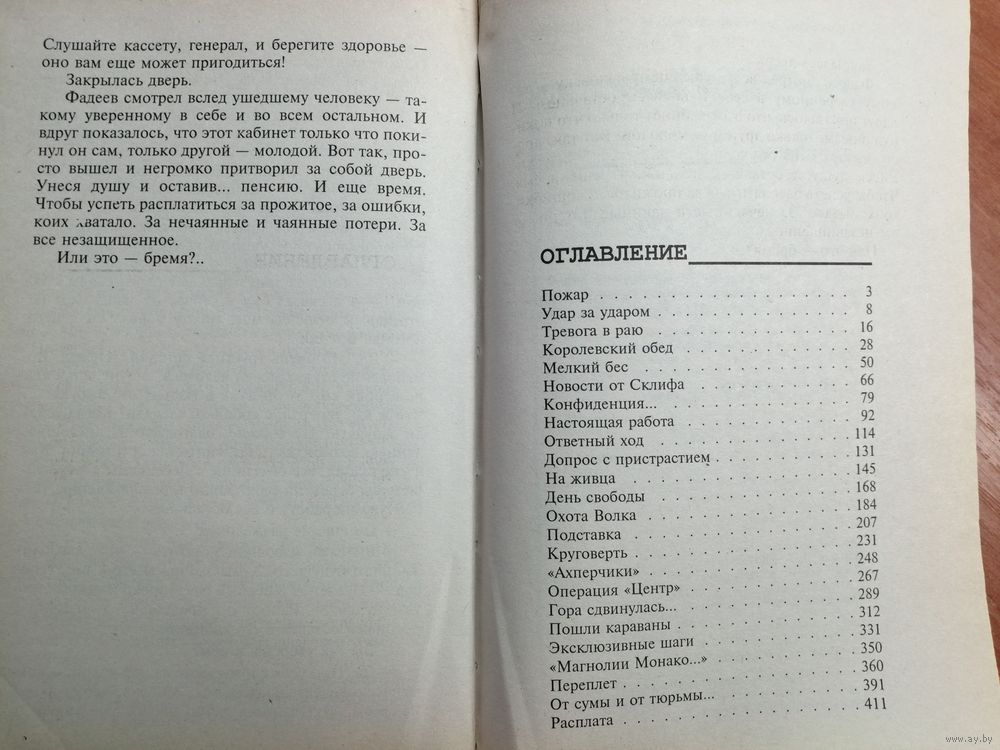 Слушайте кассету, генерал, и берегите здоровье —
оно вам еще может пригодиться!
Закрылась дверь.
Фадеев смотрел вслед ушедшему человеку — та-
кому уверенному в себе и во всем остальном. И
вдруг показалось, что этот кабинет только что поки-
нул он сам, только другой — молодой. Вот так, про-
сто вышел и негромко притворил за собой дверь.
Унеся душу и оставив... пенсию. И еще время.
Чтобы успеть расплатиться за прожитое, за ошибки,
коих хватало. За нечаянные и чаянные потери. За
все незащищенное.
Или это — бремя?..
ОГЛАВЛЕНИЕ
Пожар . . . . . . . . . . . . . . . . . . 3
Удар за ударом . . . . . . . . . . . . . . 8
Тревога в раю . . . . . . . . . . . . . . 16
Королевский обед . . . . . . . . . . . . 28
Мелкий бес . . . . . . . . . . . . . . . 50
Новости от Склифа . . . . . . . . . . . 66
Конфиденция... . . . . . . . . . . . . . 79
Настоящая работа . . . . . . . . . . . . 92
Ответный ход . . . . . . . . . . . . . . 114
Допрос с пристрастием . . . . . . . . . 131
На живца . . . . . . . . . . . . . . . . 145
День свободы . . . . . . . . . . . . . . 168
Охота Волка . . . . . . . . . . . . . . 184
Подставка . . . . . . . . . . . . . . . 207
Круговерть . . . . . . . . . . . . . . . 231
«Ахперчики» . . . . . . . . . . . . . . 248
Операция «Центр» . . . . . . . . . . . . 267
Гора сдвинулась... . . . . . . . . . . . 289
Пошли караваны . . . . . . . . . . . . . 312
Эксклюзивные шаги . . . . . . . . . . . 331
«Магнолии Монако...» . . . . . . . . . . 350
Переплет . . . . . . . . . . . . . . . . 360
От сумы и от тюрьмы... . . . . . . . . . 391
Расплата . . . . . . . . . . . . . . . . 411
www.ay.by